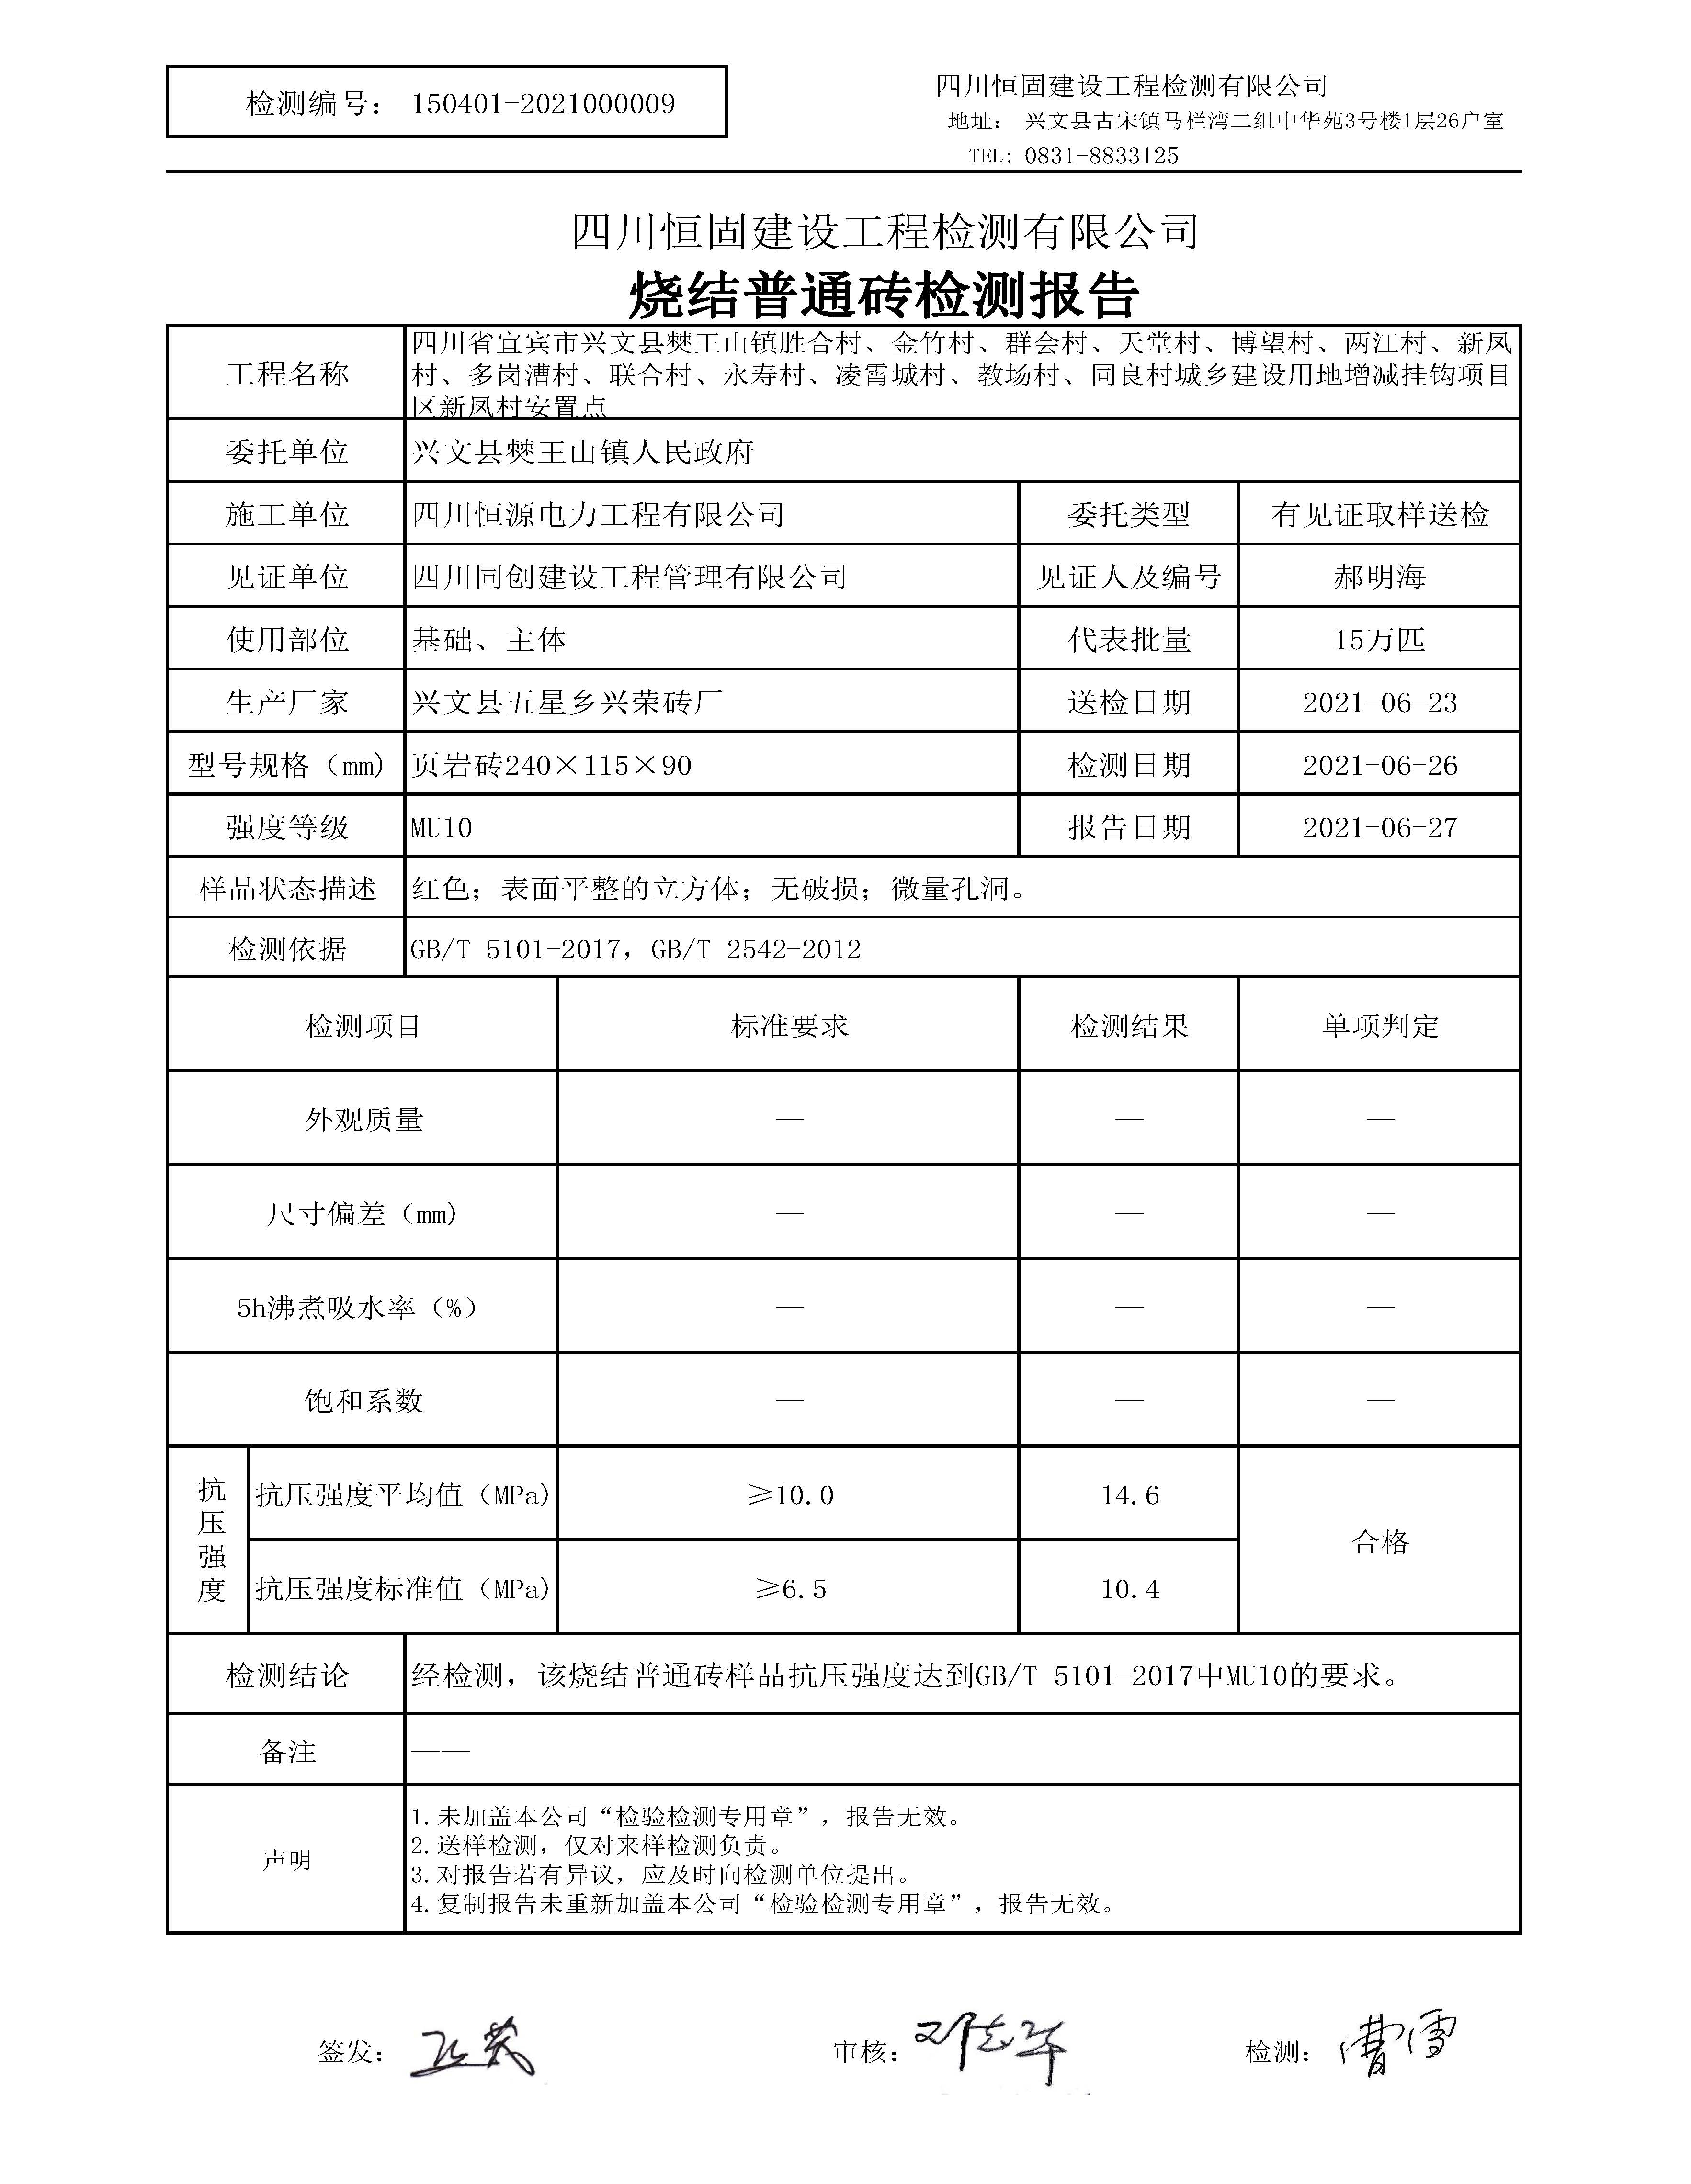 检测编号： 150401-2021000009
四川恒固建设工程检测有限公司
地址： 兴文县古宋镇马栏湾二组中华苑3号楼1层26户室
TEL: 0831-8833125
四川恒固建设工程检测有限公司
烧结普通砖检测报告
工程名称
四川省宜宾市兴文县僰王山镇胜合村、金竹村、群会村、天堂村、博望村、两江村、新凤
村、多岗漕村、联合村、永寿村、凌霄城村、教场村、同良村城乡建设用地增减挂钩项目
区新凤村安置点
委托单位 兴文县僰王山镇人民政府
施工单位 四川恒源电力工程有限公司 委托类型 有见证取样送检
见证单位 四川同创建设工程管理有限公司 见证人及编号 郝明海
使用部位 基础、主体 代表批量 15万匹
生产厂家 兴文县五星乡兴荣砖厂 送检日期 2021-06-23
型号规格（mm） 页岩砖240×115×90 检测日期 2021-06-26
强度等级 MU10 报告日期 2021-06-27
样品状态描述 红色；表面平整的立方体；无破损；微量孔洞。
检测依据 GB/T 5101-2017，GB/T 2542-2012
检测项目 标准要求 检测结果 单项判定
外观质量 — — —
尺寸偏差（mm） — — —
5h沸煮吸水率（%） — — —
饱和系数 — — —
抗压强度
抗压强度平均值（MPa） ≥10.0 14.6
合格
抗压强度标准值（MPa） ≥6.5 10.4
检测结论 经检测，该烧结普通砖样品抗压强度达到GB/T 5101-2017中MU10的要求。
备注 ——
声明
1.未加盖本公司“检验检测专用章”，报告无效。
2.送样检测，仅对来样检测负责。
3.对报告若有异议，应及时向检测单位提出。
4.复制报告未重新加盖本公司“检验检测专用章”，报告无效。
签发： 审核： 检测： 曹雪